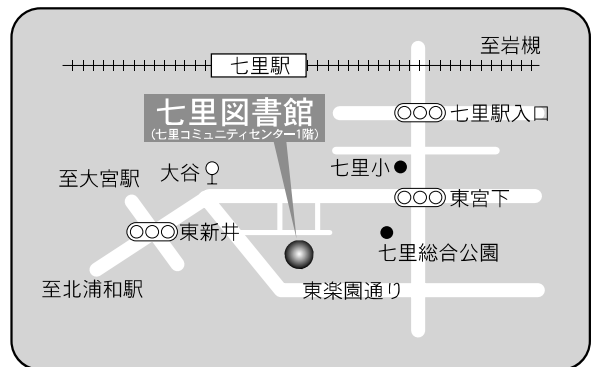 至岩槻
七里駅
七里図書館
(七里コミュニティセンター1階)
七里駅入口
七里小
大谷
至大宮駅
東宮下
東新井
七里総合公園
至北浦和駅
東楽園通り